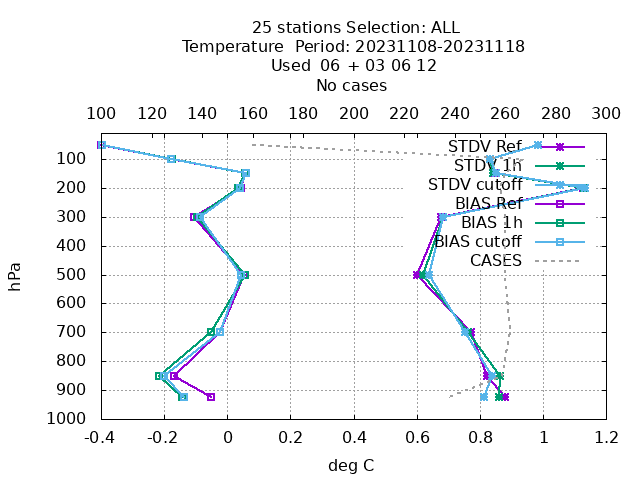 25 stations Selection: ALL
Temperature  Period: 20231108-20231118
Used  06 + 03 06 12
No cases
100 120 140 160 180 200 220 240 260 280 300
STDV Ref
STDV 1h
STDV cutoff
BIAS Ref
BIAS 1h
BIAS cutoff
CASES
hPa
100
200
300
400
500
600
700
800
900
1000
-0.4 -0.2 0 0.2 0.4 0.6 0.8 1 1.2
deg C